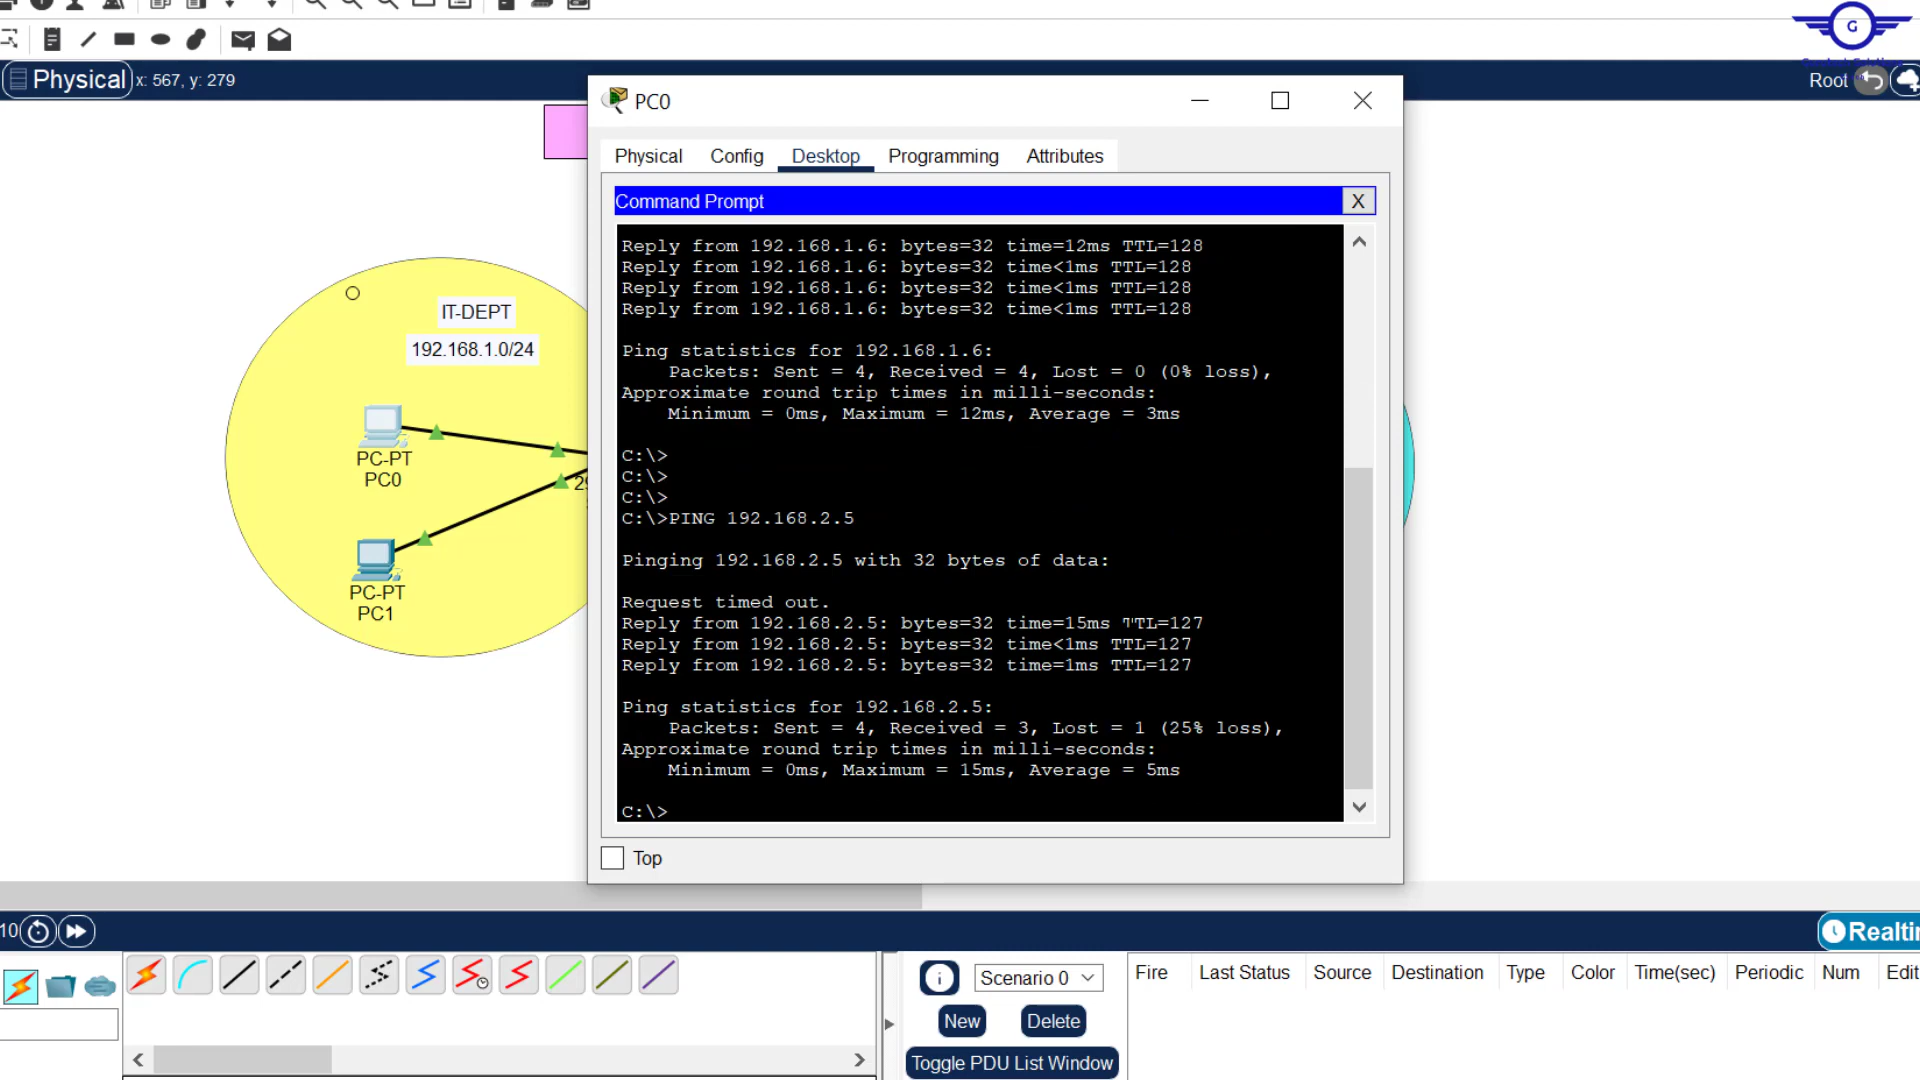 G
Physical
x: 567, y: 279
Root
PC0
Physical
Config
Desktop
Programming
Attributes
Command Prompt
X
Reply from 192.168.1.6: bytes=32 time=12ms TTL=128
Reply from 192.168.1.6: bytes=32 time<1ms TTL=128
Reply from 192.168.1.6: bytes=32 time<1ms TTL=128
Reply from 192.168.1.6: bytes=32 time<1ms TTL=128
Ping statistics for 192.168.1.6:
Packets: Sent = 4, Received = 4, Lost = 0 (0% loss),
Approximate round trip times in milli-seconds:
Minimum = 0ms, Maximum = 12ms, Average = 3ms
C:\>
C:\>
C:\>
C:\>PING 192.168.2.5
Pinging 192.168.2.5 with 32 bytes of data:
Request timed out.
Reply from 192.168.2.5: bytes=32 time=15ms TTL=127
Reply from 192.168.2.5: bytes=32 time<1ms TTL=127
Reply from 192.168.2.5: bytes=32 time=1ms TTL=127
Ping statistics for 192.168.2.5:
Packets: Sent = 4, Received = 3, Lost = 1 (25% loss),
Approximate round trip times in milli-seconds:
Minimum = 0ms, Maximum = 15ms, Average = 5ms
C:\>
Top
IT-DEPT
192.168.1.0/24
PC-PT
PC0
29
PC-PT
PC1
10
Realti
Scenario 0
New
Delete
Toggle PDU List Window
Fire
Last Status
Source
Destination
Type
Color
Time(sec)
Periodic
Num
Edit